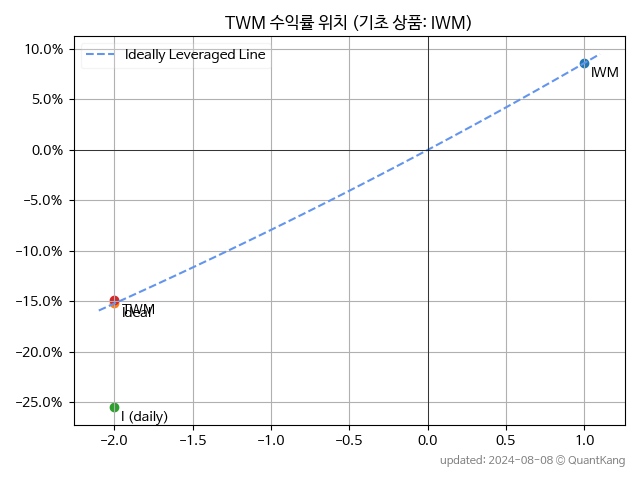 TWM 수익률 위치 (기초 상품: IWM)
Ideally Leveraged Line
10.0%
5.0%
0.0%
−5.0%
−10.0%
−15.0%
−20.0%
−25.0%
IWM
TWM
Ideal
I (daily)
−2.0 −1.5 −1.0 −0.5 0.0 0.5 1.0
updated: 2024-08-08 © QuantKang